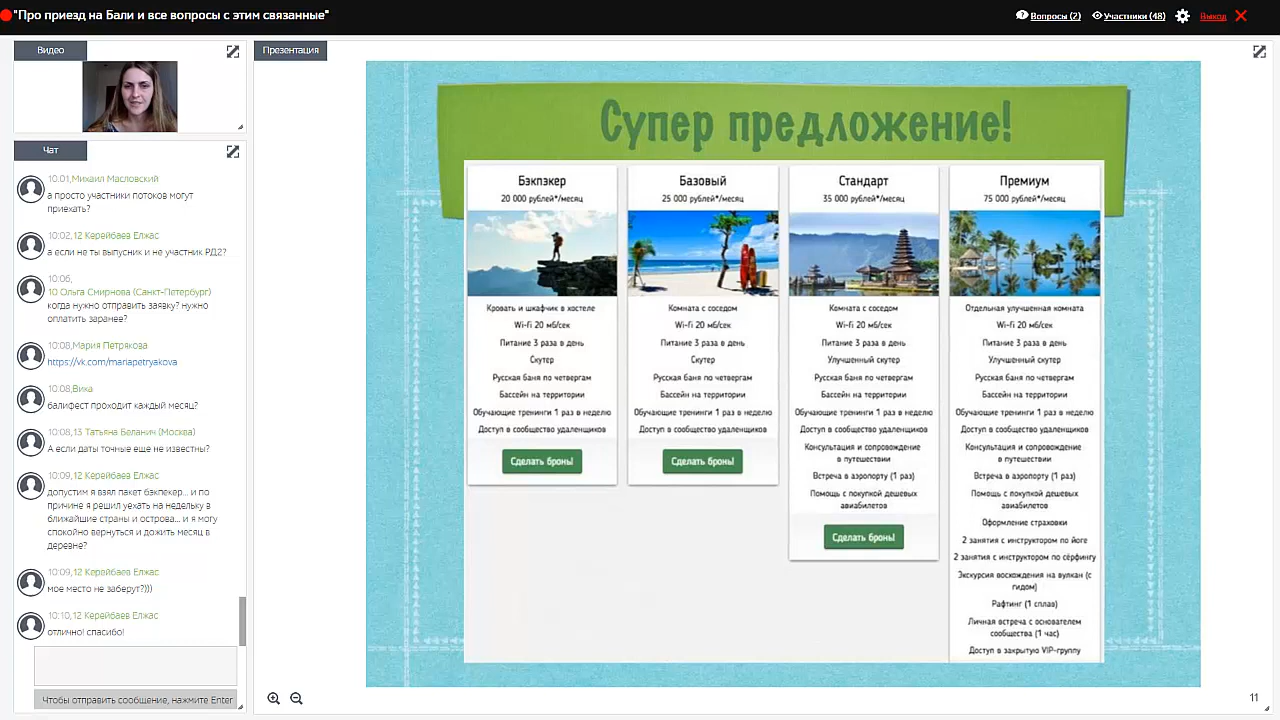 "Про приезд на Бали и все вопросы с этим связанные"
Вопросы (2)
Участники (48)
Выход
Видео
Чат
10:01,Михаил Масловский
а просто участники потоков могут
приехать?
10:02,12 Керейбаев Елжас
а если не ты выпусник и не участник РД2?
10:06,
10 Ольга Смирнова (Санкт-Петербург)
когда нужно отправить заявку? нужно
оплатить заранее?
10:08,Мария Петрякова
https://vk.com/mariapetryakova
10:08,Вика
балифест проходит каждый месяц?
10:08,13 Татьяна Беланич (Москва)
А если даты точные еще не известны?
10:09,12 Керейбаев Елжас
допустим я взял пакет бэкпекер... и по
причине я решил уехать на недельку в
ближайшие страны и острова... и я могу
спокойно вернуться и дожить месяц в
деревне?
10:09,12 Керейбаев Елжас
мое место не заберут?)))
10:10,12 Керейбаев Елжас
отлично! спасибо!
Чтобы отправить сообщение, нажмите Enter
Презентация
Супер предложение!
Бэкпэкер
20 000 рублей*/месяц
Кровать и шкафчик в хостеле
Wi-fi 20 мб/сек
Питание 3 раза в день
Скутер
Русская баня по четвергам
Бассейн на территории
Обучающие тренинги 1 раз в неделю
Доступ в сообщество удаленщиков
Сделать бронь!
Базовый
25 000 рублей*/месяц
Комната с соседом
Wi-fi 20 мб/сек
Питание 3 раза в день
Скутер
Русская баня по четвергам
Бассейн на территории
Обучающие тренинги 1 раз в неделю
Доступ в сообщество удаленщиков
Сделать бронь!
Стандарт
35 000 рублей*/месяц
Комната с соседом
Wi-fi 20 мб/сек
Питание 3 раза в день
Улучшенный скутер
Русская баня по четвергам
Бассейн на территории
Обучающие тренинги 1 раз в неделю
Доступ в сообщество удаленщиков
Консультация и сопровождение
в путешествии
Встреча в аэропорту (1 раз)
Помощь с покупкой дешевых
авиабилетов
Сделать бронь!
Премиум
75 000 рублей*/месяц
Отдельная улучшенная комната
Wi-fi 20 мб/сек
Питание 3 раза в день
Улучшенный скутер
Русская баня по четвергам
Бассейн на территории
Обучающие тренинги 1 раз в неделю
Доступ в сообщество удаленщиков
Консультация и сопровождение
в путешествии
Встреча в аэропорту (1 раз)
Помощь с покупкой дешевых
авиабилетов
Оформление страховки
2 занятия с инструктором по йоге
2 занятия с инструктором по сёрфингу
Экскурсия восхождения на вулкан (с
гидом)
Рафтинг (1 сплав)
Личная встреча с основателем
сообщества (1 час)
Доступ в закрытую VIP-группу
11